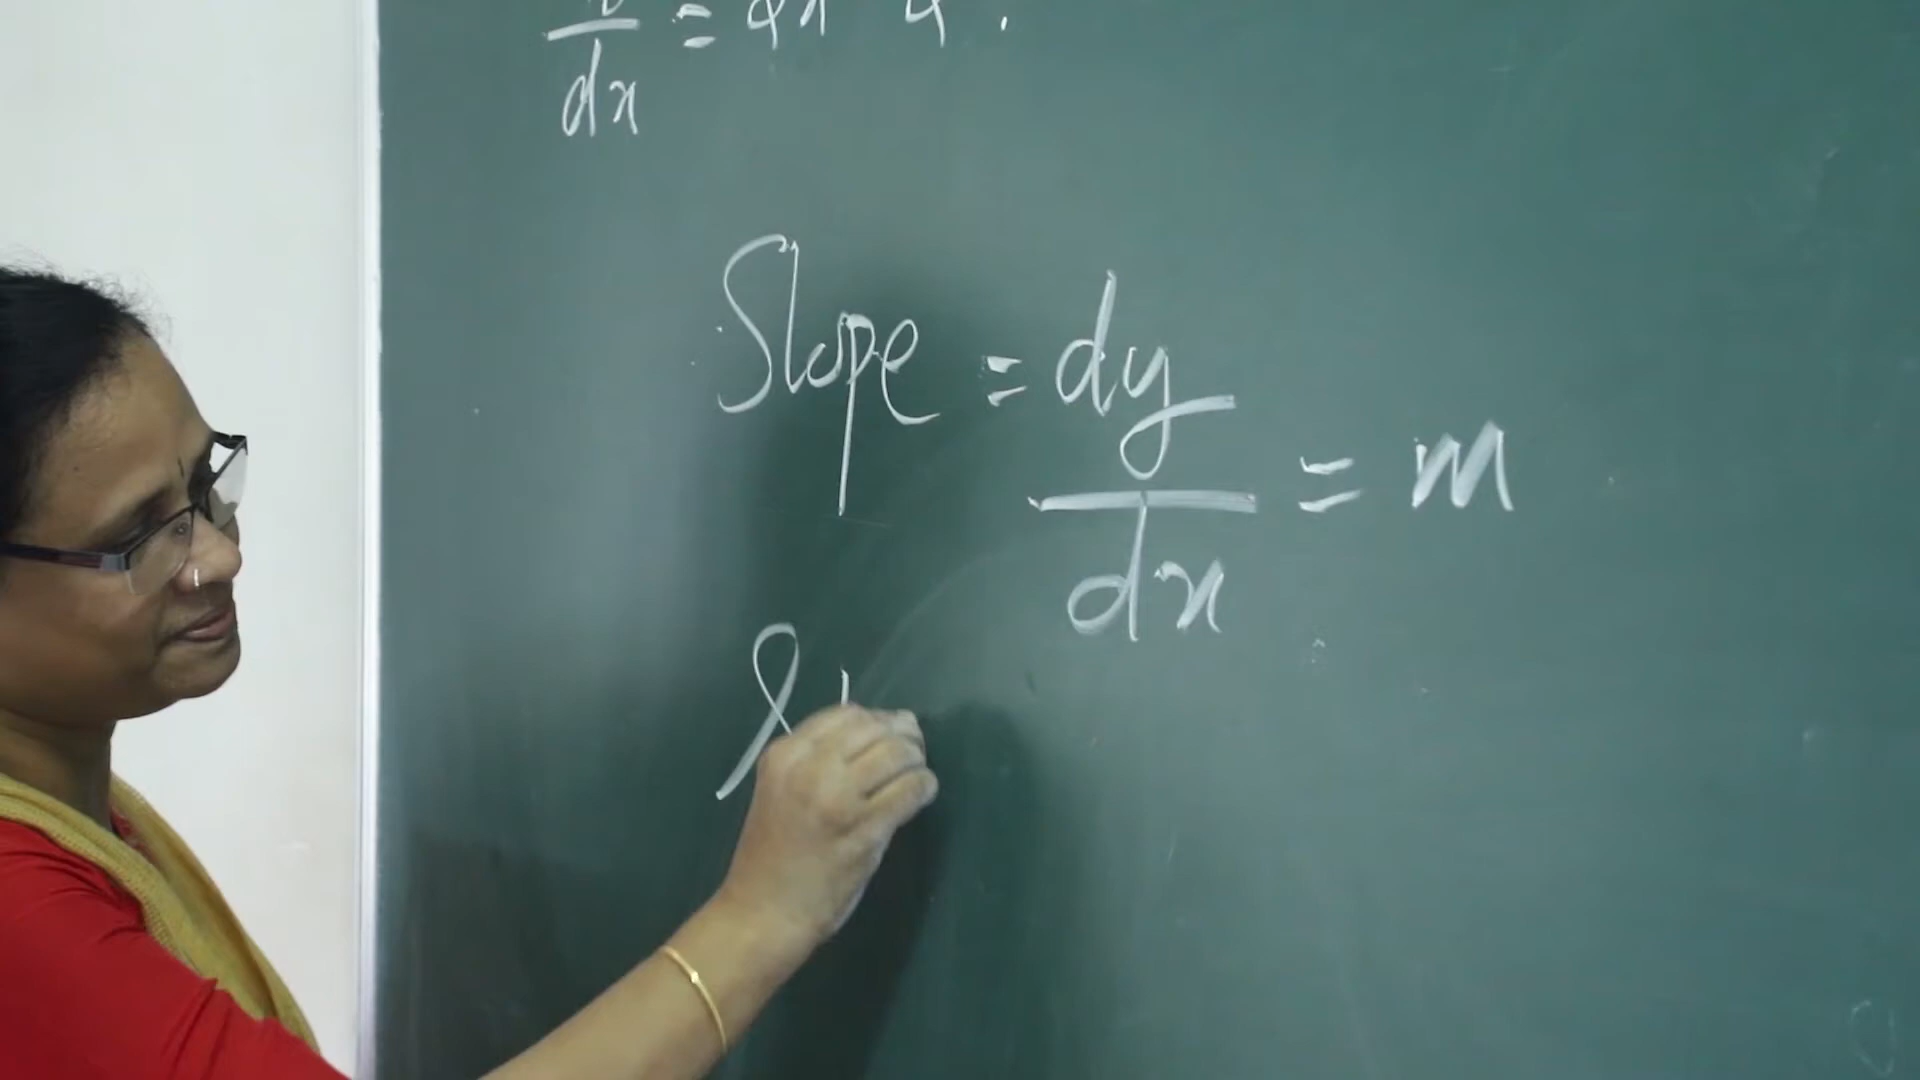 dx =
Slope = dy/dx = m